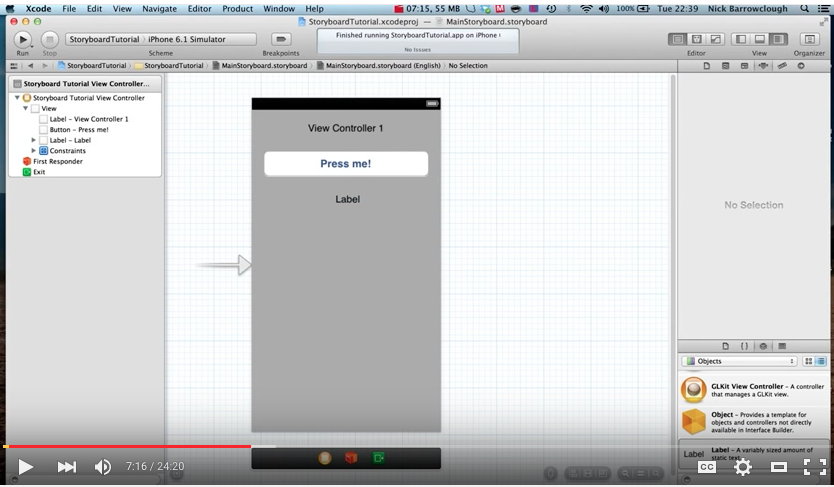 Xcode File Edit View Navigate Editor Product Window Help 07:15, 55 MB 100% Tue 22:39 Nick Barrowclough
StoryboardTutorial.xcodeproj — MainStoryboard.storyboard
StoryboardTutorial iPhone 6.1 Simulator
Finished running StoryboardTutorial.app on iPhone
No Issues
Run Stop Scheme Breakpoints Editor View Organizer
StoryboardTutorial StoryboardTutorial MainStoryboard.storyboard MainStoryboard.storyboard (English) No Selection
Storyboard Tutorial View Controller...
Storyboard Tutorial View Controller
View
Label - View Controller 1
Button - Press me!
Label - Label
Constraints
First Responder
Exit
View Controller 1
Press me!
Label
No Selection
{}
Objects
GLKit View Controller - A controller
that manages a GLKit view.
Object - Provides a template for
objects and controllers not directly
available in Interface Builder.
Label
Label - A variably sized amount of
static text.
7:16 / 24:20
CC